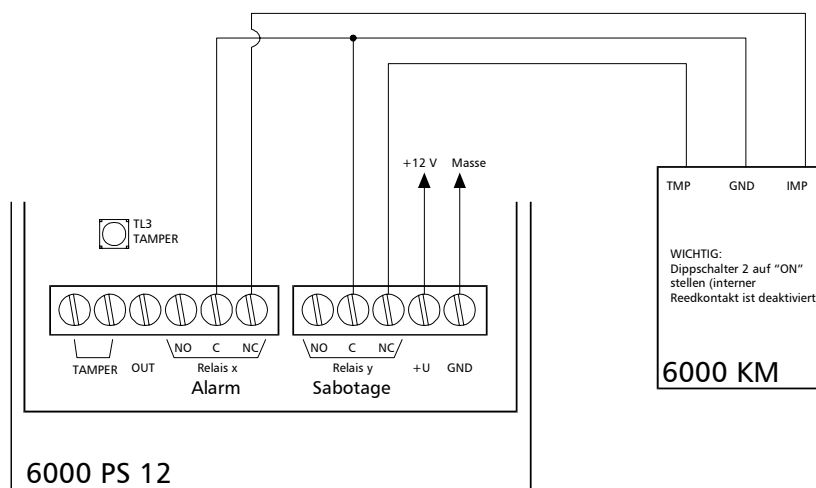 +12 V Masse
TMP GND IMP
TL3
TAMPER
WICHTIG:
Dippschalter 2 auf “ON”
stellen (interner
Reedkontakt ist deaktiviert
NO C NC NO C NC
TAMPER OUT Relais x Relais y +U GND
Alarm Sabotage
6000 KM
6000 PS 12